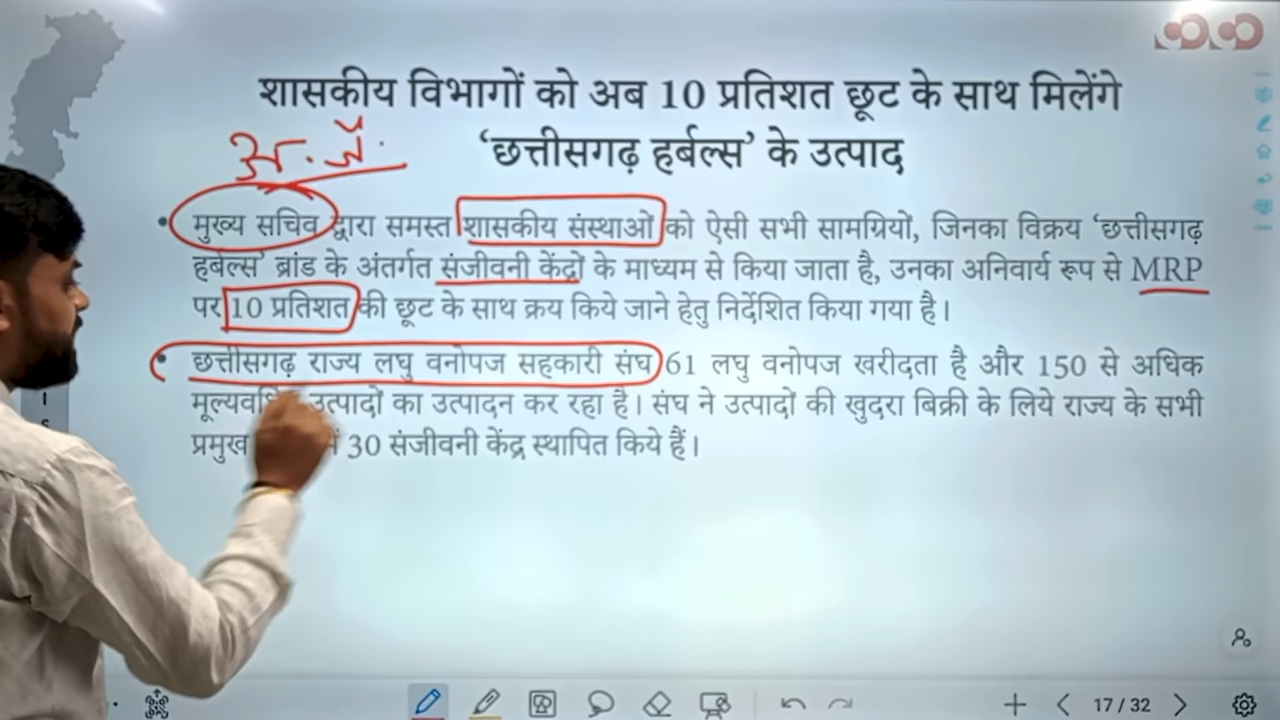 शासकीय विभागों को अब 10 प्रतिशत छूट के साथ मिलेंगे
‘छत्तीसगढ़ हर्बल्स’ के उत्पाद
अ. जै.
• मुख्य सचिव द्वारा समस्त शासकीय संस्थाओं को ऐसी सभी सामग्रियों, जिनका विक्रय ‘छत्तीसगढ़
हर्बल्स’ ब्रांड के अंतर्गत संजीवनी केंद्रों के माध्यम से किया जाता है, उनका अनिवार्य रूप से MRP
पर 10 प्रतिशत की छूट के साथ क्रय किये जाने हेतु निर्देशित किया गया है।
• छत्तीसगढ़ राज्य लघु वनोपज सहकारी संघ 61 लघु वनोपज खरीदता है और 150 से अधिक
उत्पादों का उत्पादन कर रहा है। संघ ने उत्पादों की खुदरा बिक्री के लिये राज्य के सभी
प्रमुख 30 संजीवनी केंद्र स्थापित किये हैं।
17 / 32